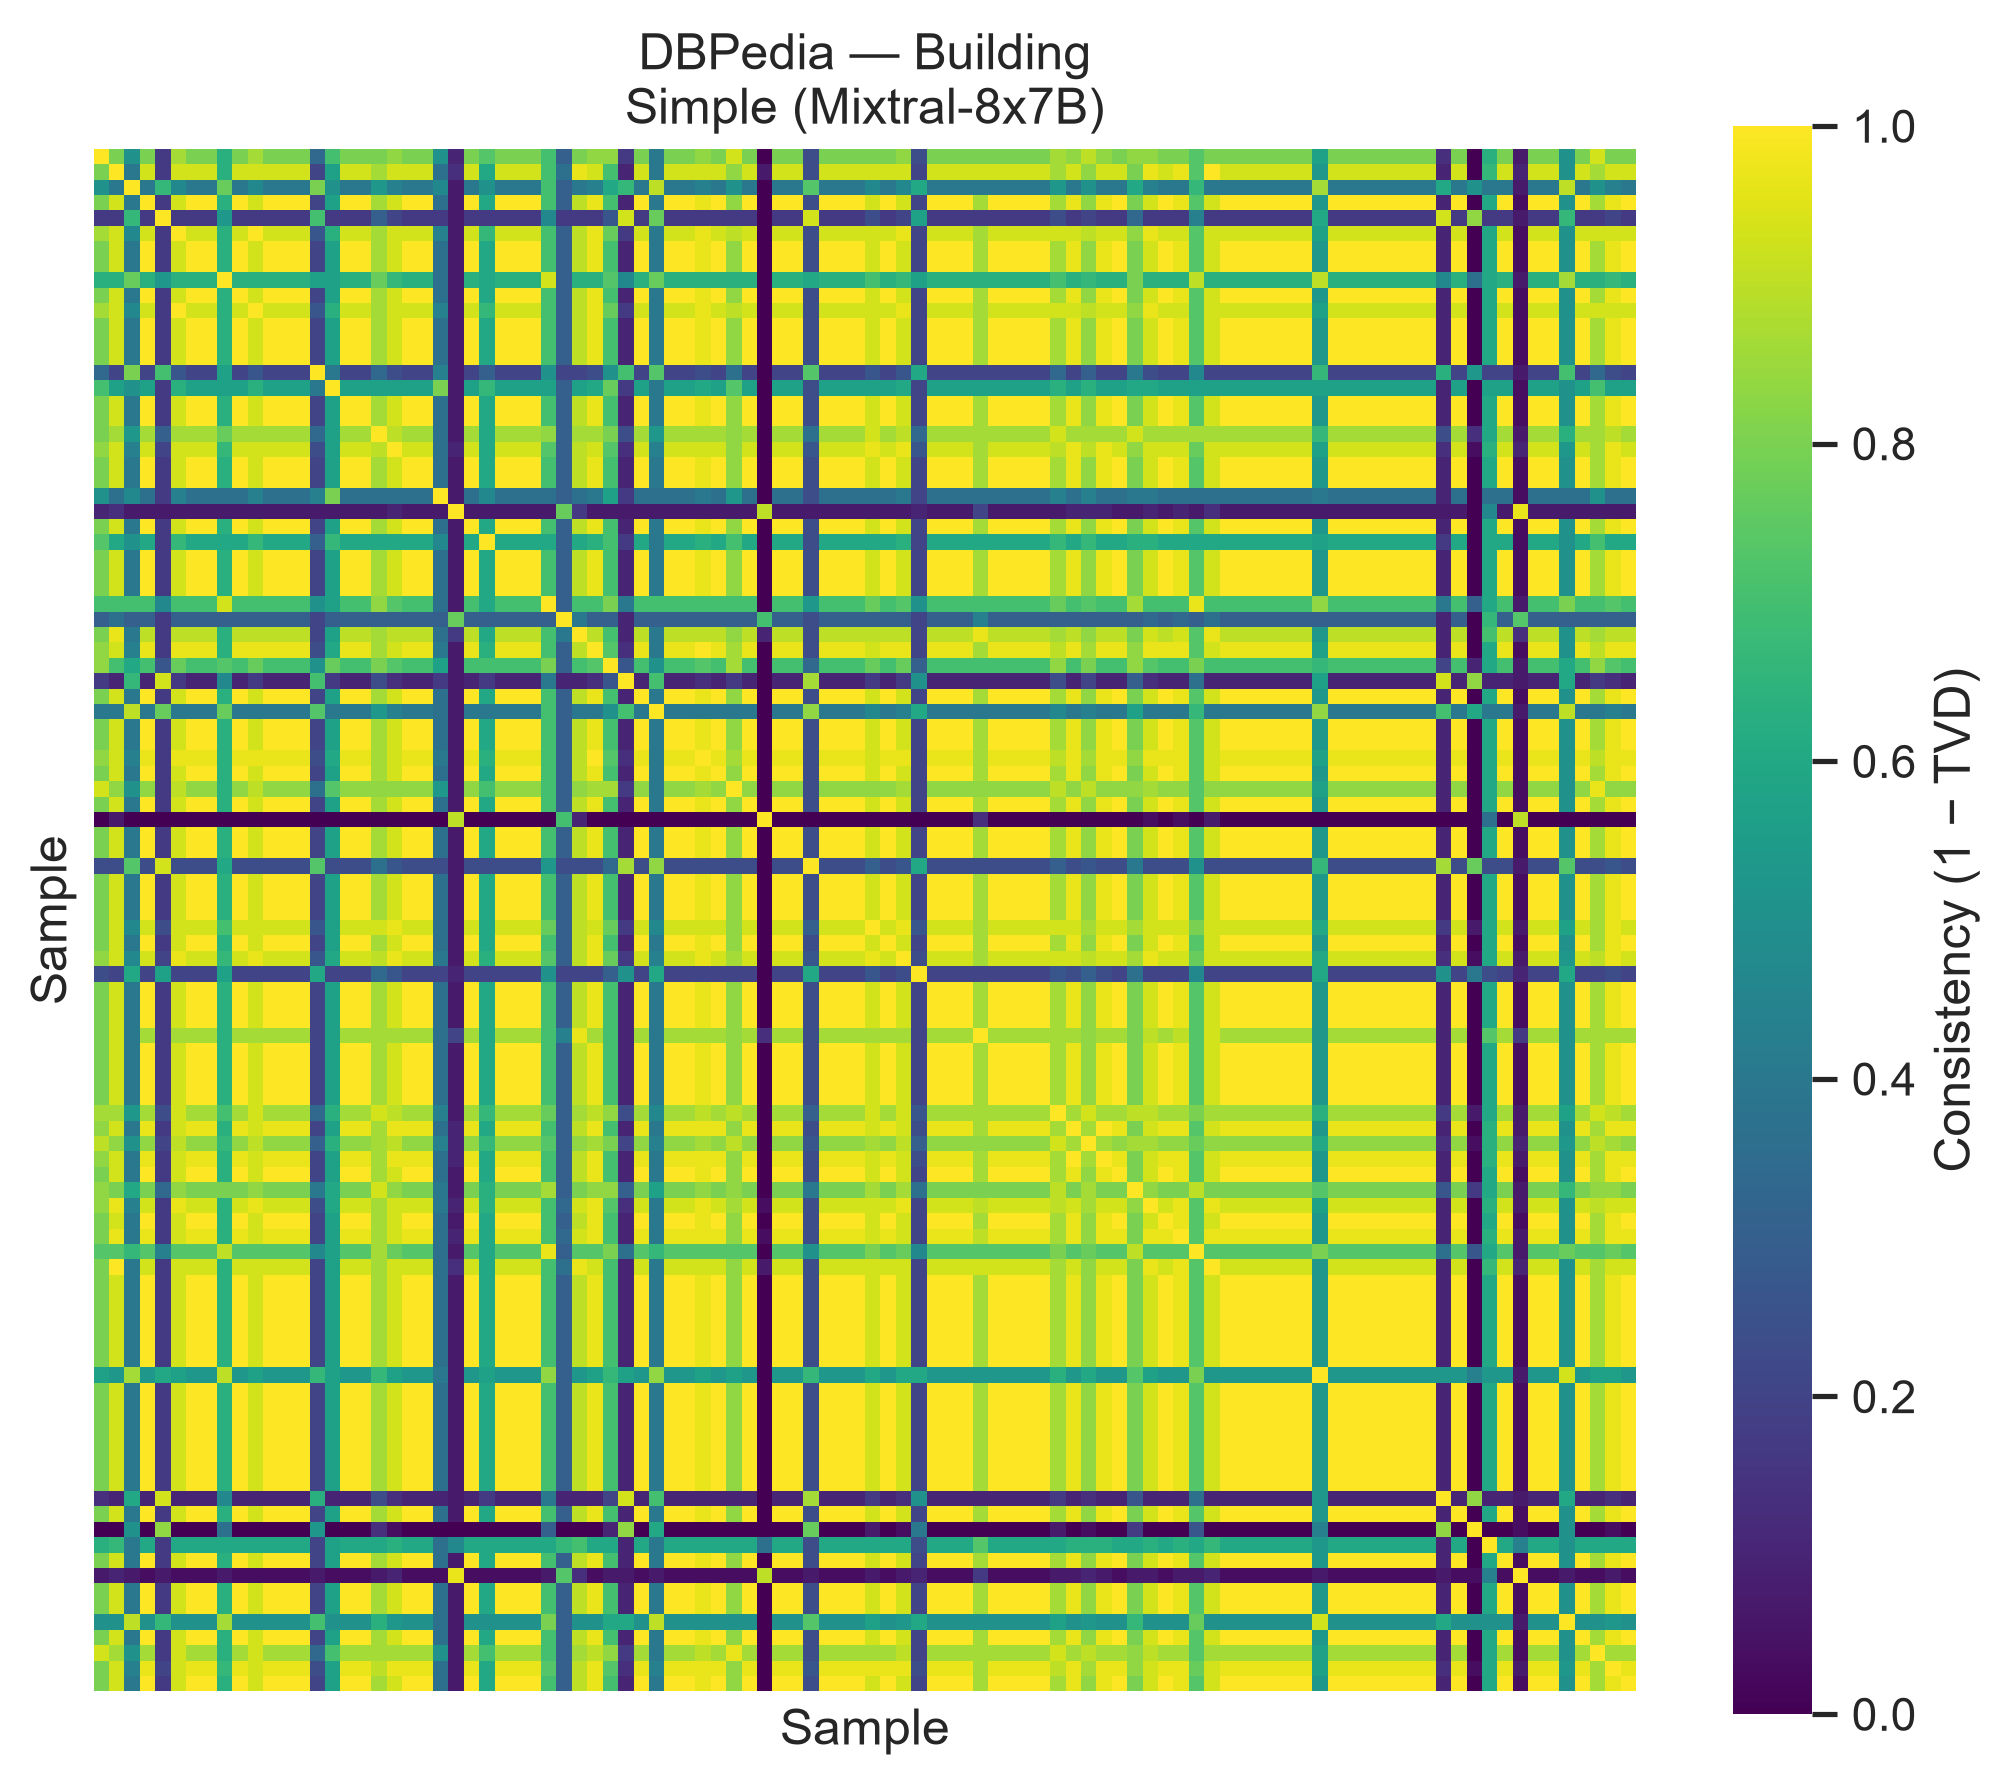 DBPedia — Building
Simple (Mixtral-8x7B)
Sample
Sample
1.0
0.8
0.6
0.4
0.2
0.0
Consistency (1 − TVD)